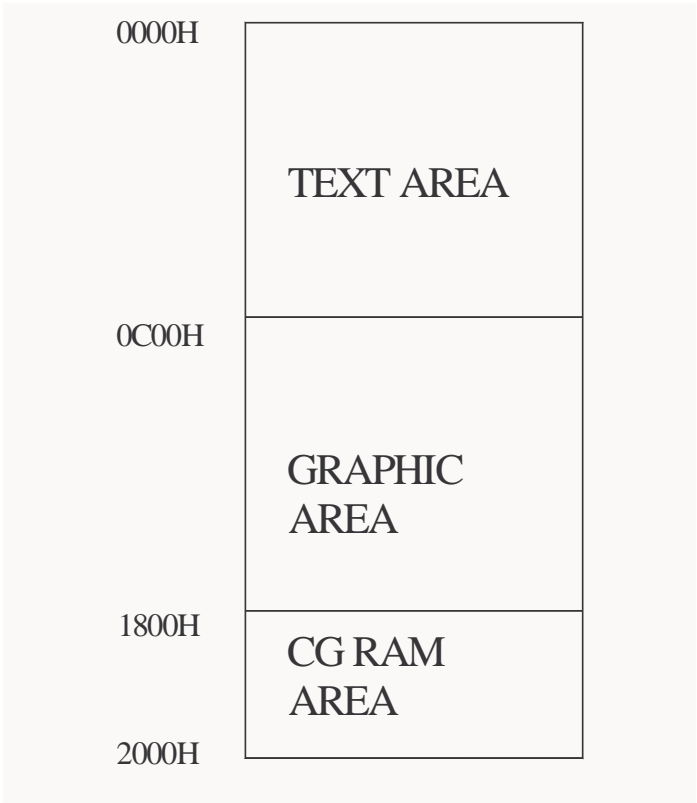 0000H
TEXT AREA
0C00H
GRAPHIC
AREA
1800H
CG RAM
AREA
2000H